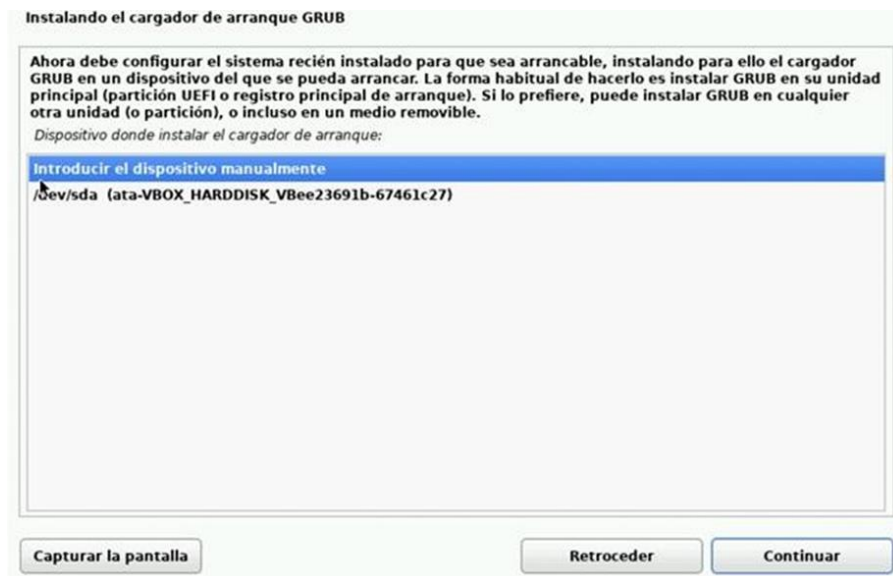 Instalando el cargador de arranque GRUB
Ahora debe configurar el sistema recién instalado para que sea arrancable, instalando para ello el cargador
GRUB en un dispositivo del que se pueda arrancar. La forma habitual de hacerlo es instalar GRUB en su unidad
principal (partición UEFI o registro principal de arranque). Si lo prefiere, puede instalar GRUB en cualquier
otra unidad (o partición), o incluso en un medio removible.
Dispositivo donde instalar el cargador de arranque:
Introducir el dispositivo manualmente
/dev/sda (ata-VBOX_HARDDISK_VBee23691b-67461c27)
Capturar la pantalla
Retroceder
Continuar